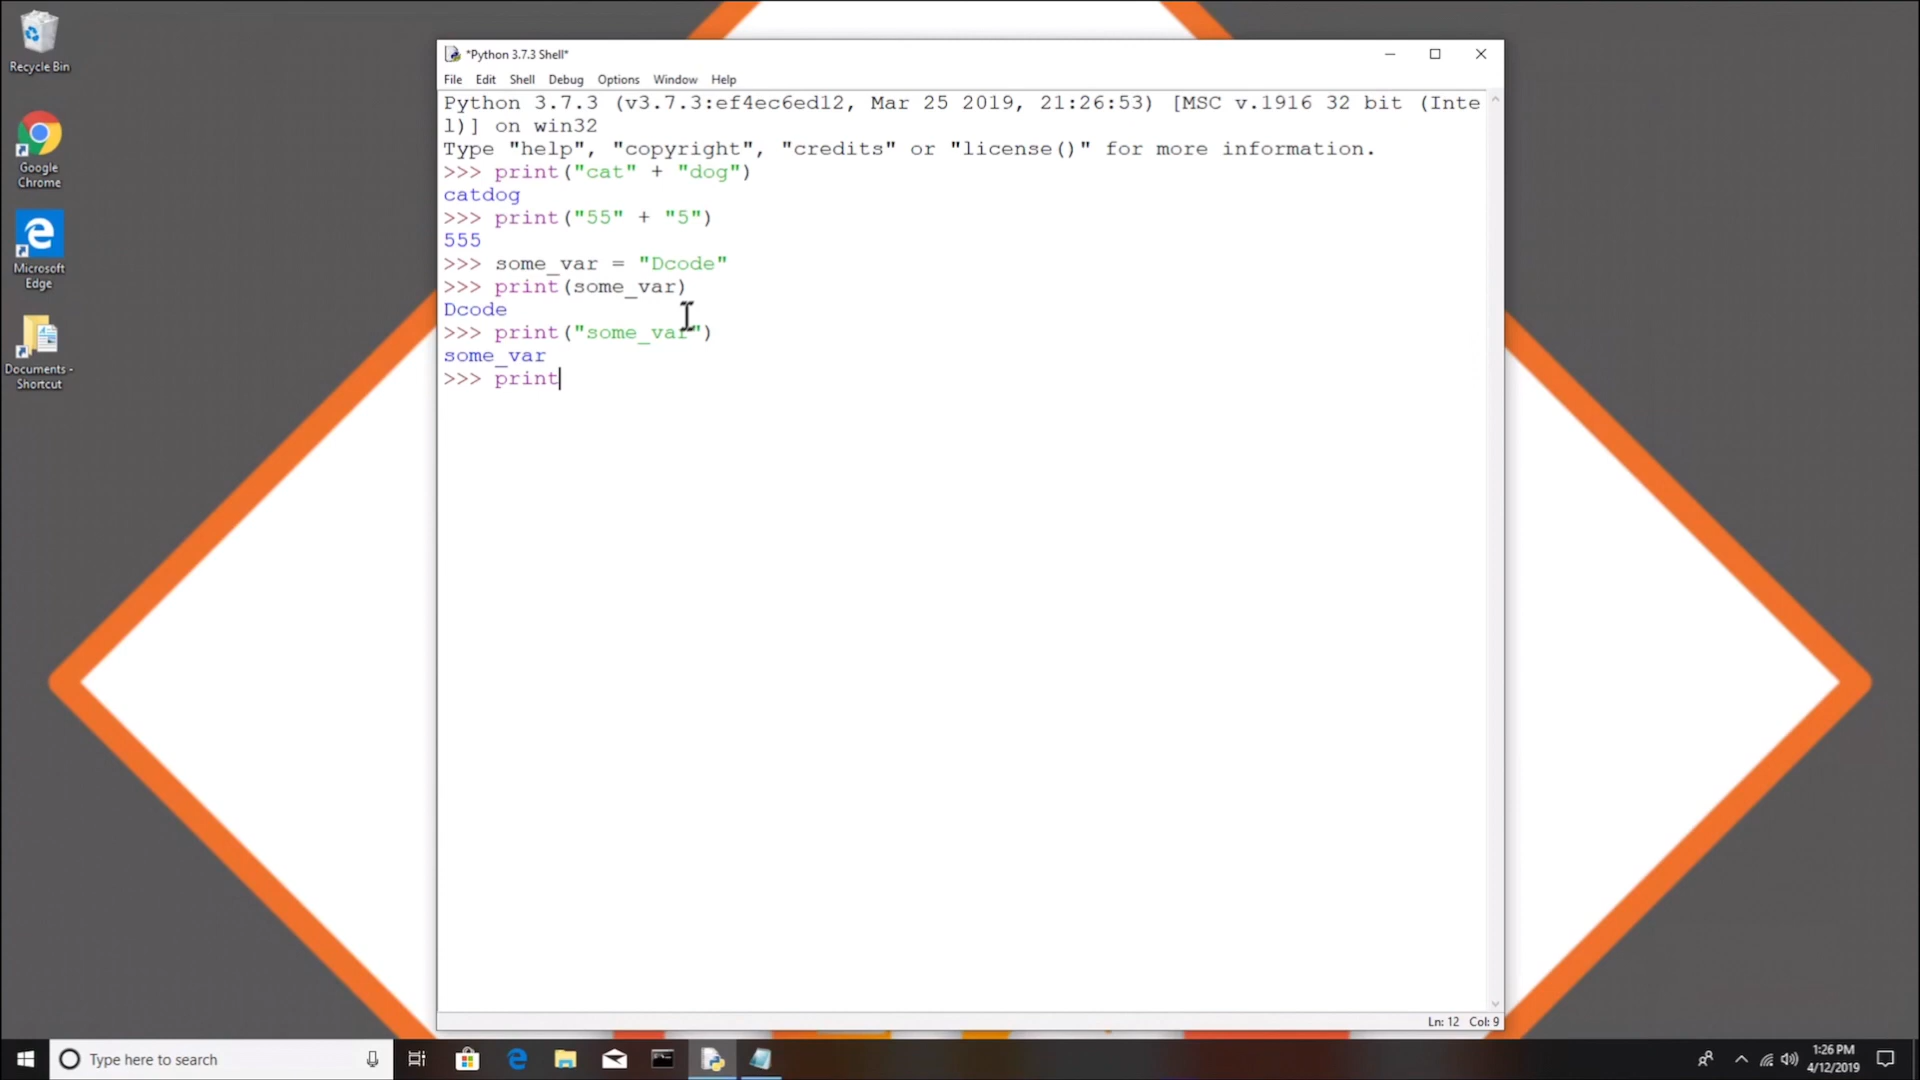 Recycle Bin
Google
Chrome
Microsoft
Edge
Documents -
Shortcut
*Python 3.7.3 Shell*
File Edit Shell Debug Options Window Help
Python 3.7.3 (v3.7.3:ef4ec6ed12, Mar 25 2019, 21:26:53) [MSC v.1916 32 bit (Inte
l)] on win32
Type "help", "copyright", "credits" or "license()" for more information.
>>> print("cat" + "dog")
catdog
>>> print("55" + "5")
555
>>> some_var = "Dcode"
>>> print(some_var)
Dcode
>>> print("some_var")
some_var
>>> print
Ln: 12 Col: 9
Type here to search
1:26 PM
4/12/2019